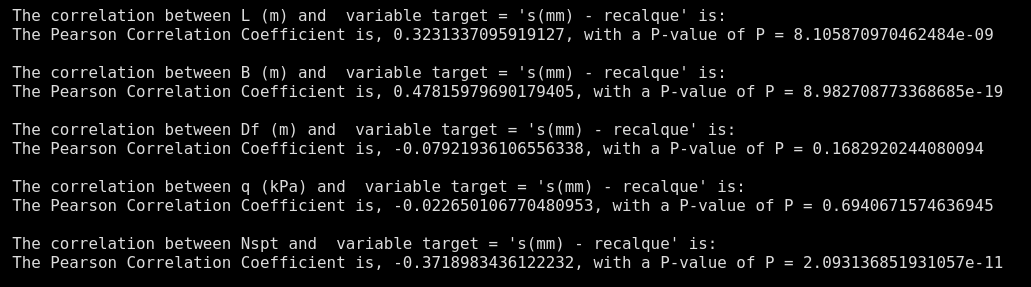 The correlation between L (m) and  variable target = 's(mm) - recalque' is:
The Pearson Correlation Coefficient is, 0.3231337095919127, with a P-value of P = 8.105870970462484e-09
The correlation between B (m) and  variable target = 's(mm) - recalque' is:
The Pearson Correlation Coefficient is, 0.47815979690179405, with a P-value of P = 8.982708773368685e-19
The correlation between Df (m) and  variable target = 's(mm) - recalque' is:
The Pearson Correlation Coefficient is, -0.07921936106556338, with a P-value of P = 0.1682920244080094
The correlation between q (kPa) and  variable target = 's(mm) - recalque' is:
The Pearson Correlation Coefficient is, -0.022650106770480953, with a P-value of P = 0.6940671574636945
The correlation between Nspt and  variable target = 's(mm) - recalque' is:
The Pearson Correlation Coefficient is, -0.3718983436122232, with a P-value of P = 2.093136851931057e-11